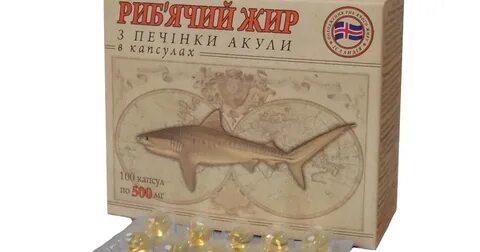 РИБ'ЯЧИЙ ЖИР
З ПЕЧІНКИ АКУЛИ
в капсулах
100 капсул
по 500 мг